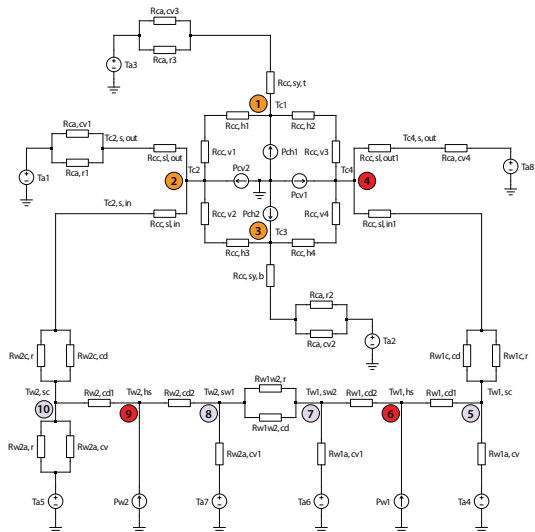 Rca, cv3
Ta3
Rca, r3
Rcc, sy, t
1
Tc1
Rcc, h1
Rcc, h2
Rca, cv1
Tc2, s, out
Tc4, s, out
Rcc, v1
Pch1
Rcc, v3
Rcc, sl, out
Tc2
Pcv2
Tc4
Rcc, sl, out1
Rca, cv4
Rca, r1
Ta1
2
Pcv1
4
Ta8
Tc2, s, in
Rcc, v2
Pch2
Rcc, v4
Rcc, sl, in
3
Tc3
Rcc, sl, in1
Rcc, h3
Rcc, h4
Rcc, sy, b
Rca, r2
Ta2
Rca, cv2
Rw2c, r
Rw2c, cd
Rw1c, cd
Rw1c, r
Rw1w2, r
Tw2, sc
Rw2, cd1
Tw2, hs
Rw2, cd2
Tw2, sw1
Tw1, sw2
Rw1, cd2
Tw1, hs
Rw1, cd1
Tw1, sc
10
9
8
7
6
5
Rw1w2, cd
Rw2a, r
Rw2a, cv
Rw2a, cv1
Rw1a, cv1
Rw1a, cv
Ta5
Pw2
Ta7
Ta6
Pw1
Ta4